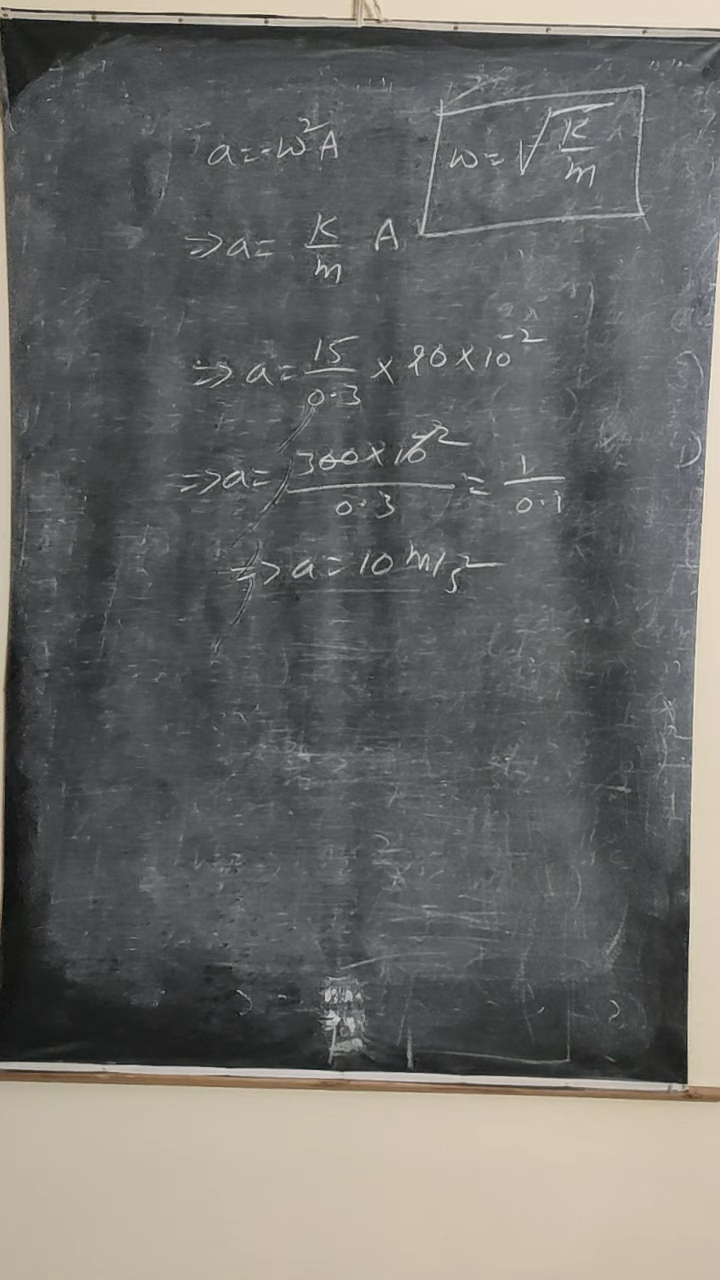 a = -ω²A
ω = √(K/m)
⇒ a = K/m A
⇒ a = 15/0.3 × 20 × 10⁻²
⇒ a = 300 × 10⁻²/0.3 = 1/0.1
⇒ a = 10 m/s²